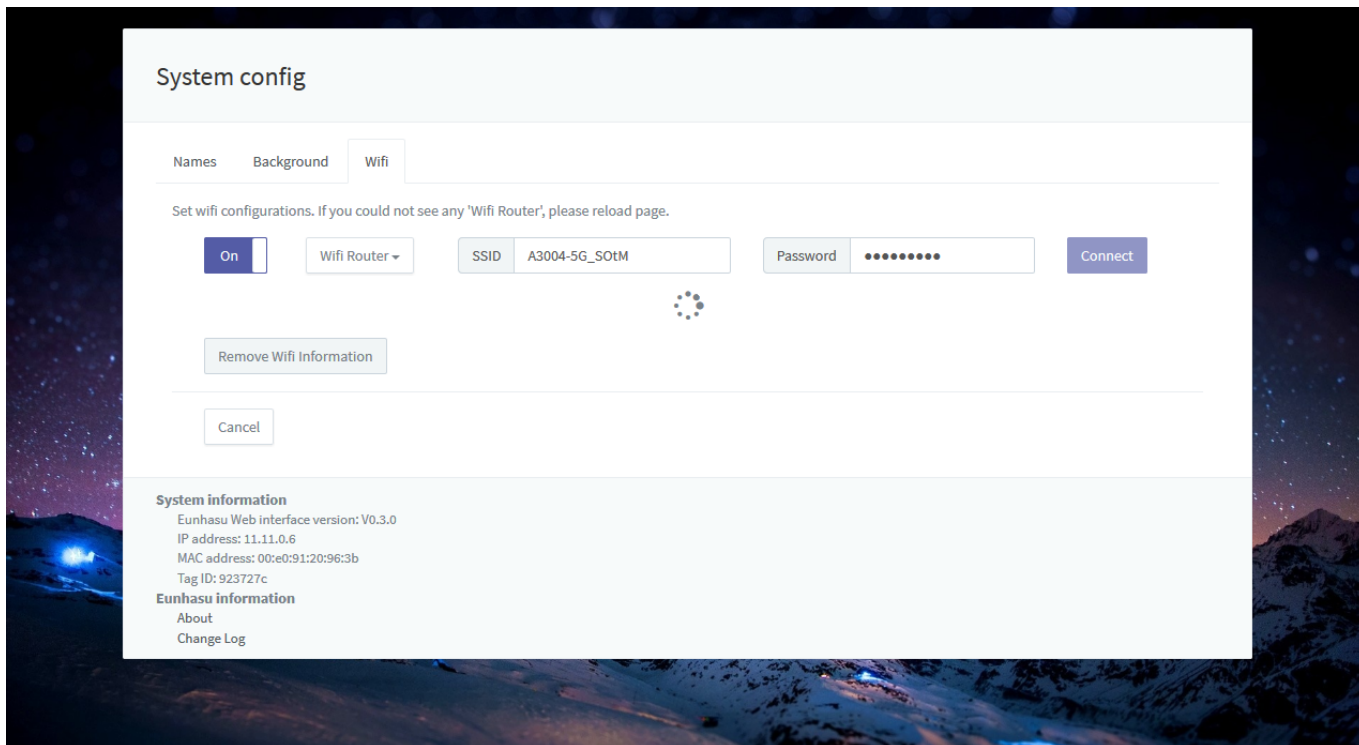 System config
Names Background Wifi
Set wifi configurations. If you could not see any 'Wifi Router', please reload page.
On Wifi Router SSID A3004-5G_SOtM Password ••••••••• Connect
Remove Wifi Information
Cancel
System information
Eunhasu Web interface version: V0.3.0
IP address: 11.11.0.6
MAC address: 00:e0:91:20:96:3b
Tag ID: 923727c
Eunhasu information
About
Change Log